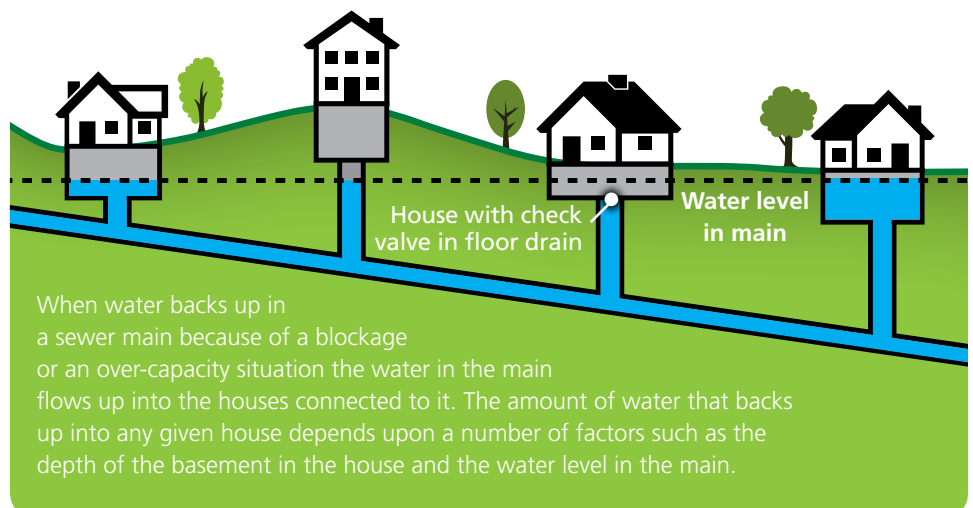 House with check
valve in floor drain
Water level
in main
When water backs up in
a sewer main because of a blockage
or an over-capacity situation the water in the main
flows up into the houses connected to it. The amount of water that backs
up into any given house depends upon a number of factors such as the
depth of the basement in the house and the water level in the main.